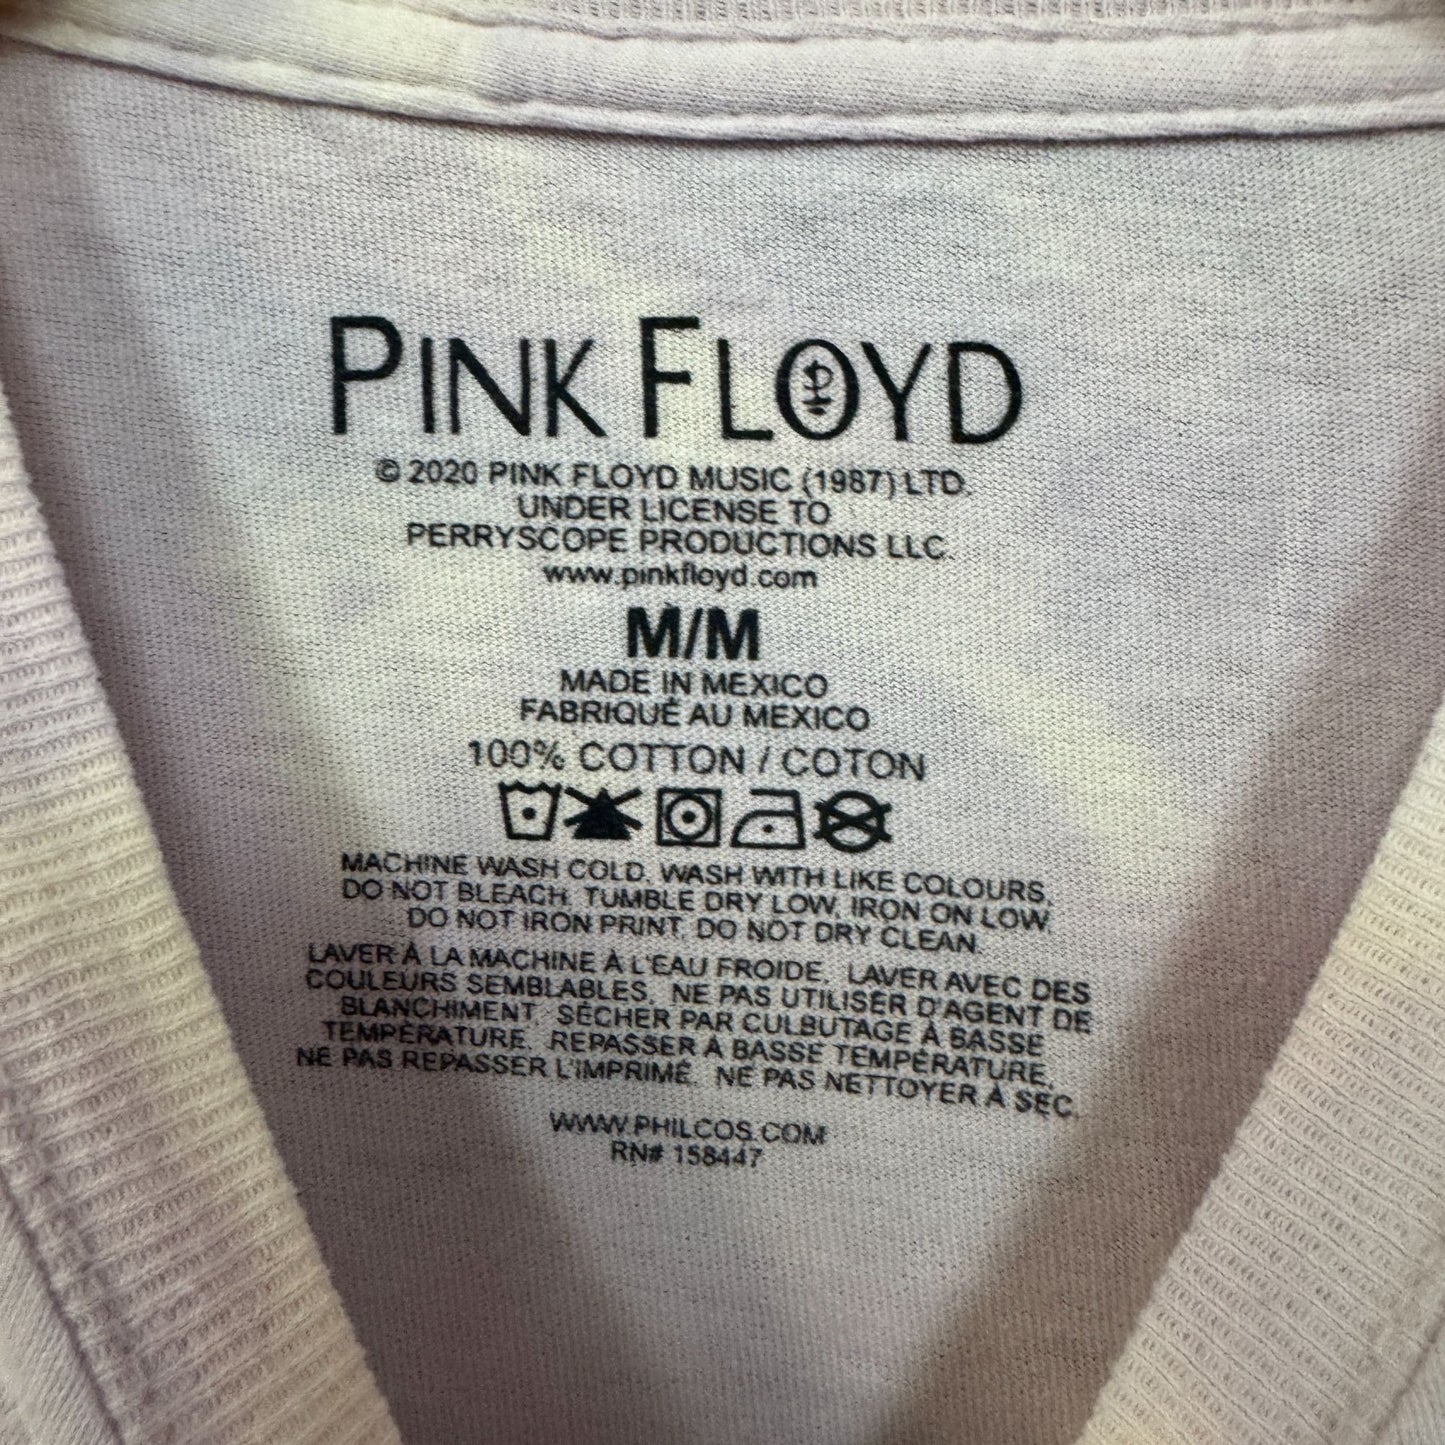 PINK FLOYD
© 2020 PINK FLOYD MUSIC (1987) LTD.
UNDER LICENSE TO
PERRYSCOPE PRODUCTIONS LLC.
www.pinkfloyd.com
M/M
MADE IN MEXICO
FABRIQUÉ AU MEXICO
100% COTTON / COTON
MACHINE WASH COLD. WASH WITH LIKE COLOURS.
DO NOT BLEACH. TUMBLE DRY LOW. IRON ON LOW.
DO NOT IRON PRINT. DO NOT DRY CLEAN.
LAVER À LA MACHINE À L'EAU FROIDE. LAVER AVEC DES
COULEURS SEMBLABLES. NE PAS UTILISER D'AGENT DE
BLANCHIMENT. SÉCHER PAR CULBUTAGE À BASSE
TEMPÉRATURE. REPASSER À BASSE TEMPÉRATURE.
NE PAS REPASSER L'IMPRIMÉ. NE PAS NETTOYER À SEC.
WWW.PHILCOS.COM
RN# 158447